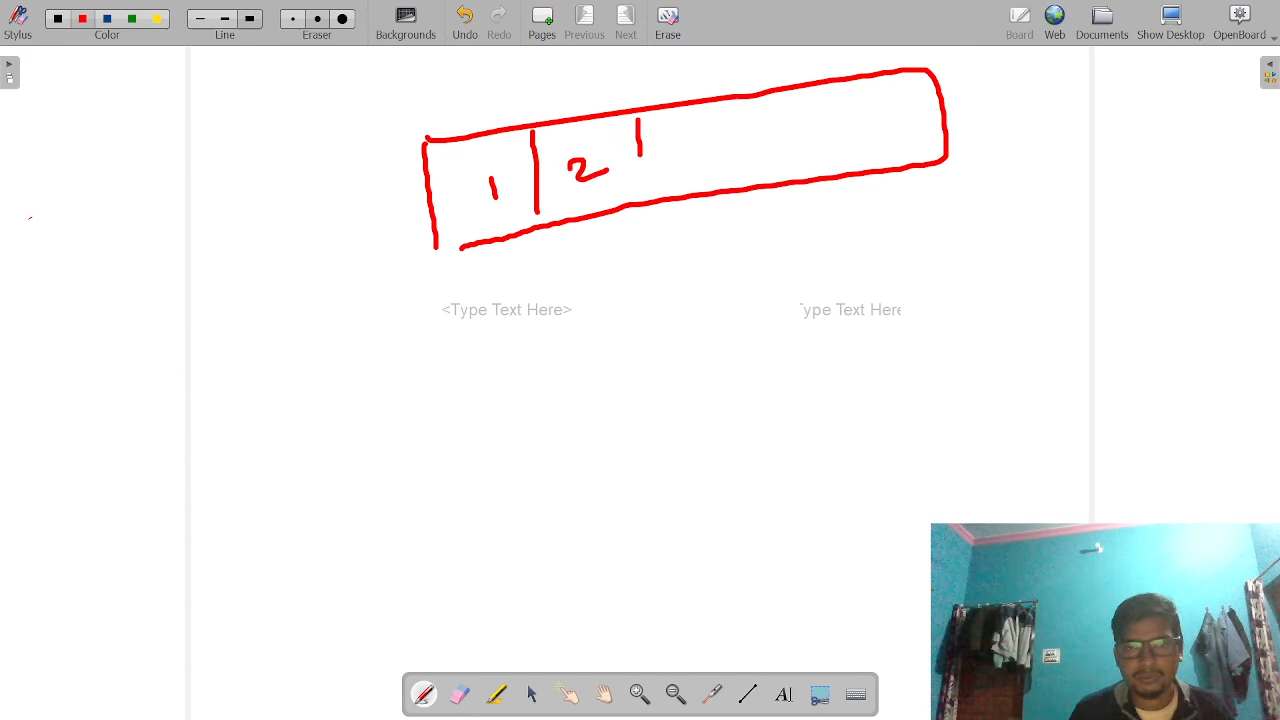 Stylus Color Line Eraser Backgrounds Undo Redo Pages Previous Next Erase Board Web Documents Show Desktop OpenBoard
1 2
<Type Text Here> Type Text Here